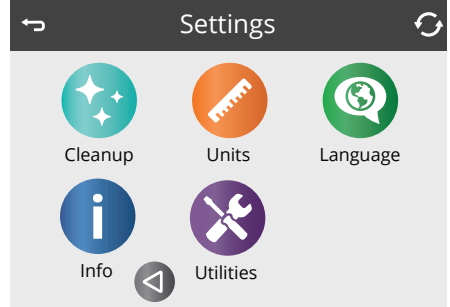 Settings
Cleanup
Units
Language
Info
Utilities